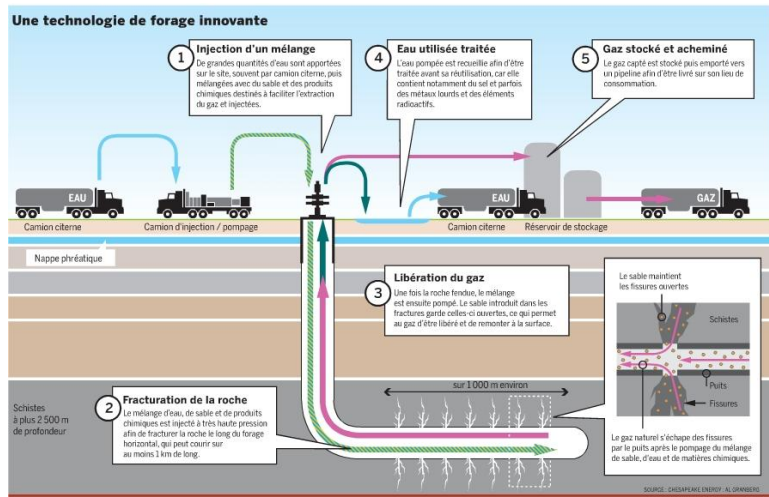 Une technologie de forage innovante
1
Injection d'un mélange
De grandes quantités d'eau sont apportées
sur le site, souvent par camion citerne, puis
mélangées avec du sable et des produits
chimiques destinés à faciliter l'extraction
du gaz et injectées.
4
Eau utilisée traitée
L'eau pompée est recueillie afin d'être
traitée avant sa réutilisation, car elle
contient notamment du sel et parfois
des métaux lourds et des éléments
radioactifs.
5
Gaz stocké et acheminé
Le gaz capté est stocké puis emporté vers
un pipeline afin d'être livré sur son lieu de
consommation.
EAU
EAU
GAZ
Camion citerne
Camion d'injection / pompage
Camion citerne
Réservoir de stockage
Nappe phréatique
3
Libération du gaz
Une fois la roche fendue, le mélange
est ensuite pompé. Le sable introduit dans les
fractures garde celles-ci ouvertes, ce qui permet
au gaz d'être libéré et de remonter à la surface.
Le sable maintient
les fissures ouvertes
Schistes
Puits
Fissures
Le gaz naturel s'échape des fissures
par le puits après le pompage du mélange
de sable, d'eau et de matières chimiques.
sur 1 000 m environ
Schistes
à plus 2 500 m
de profondeur
2
Fracturation de la roche
Le mélange d'eau, de sable et de produits
chimiques est injecté à très haute pression
afin de fracturer la roche le long du forage
horizontal, qui peut courir sur
au moins 1 km de long.
SOURCE : CHESAPEAKE ENERGY ; AL GRANBERG